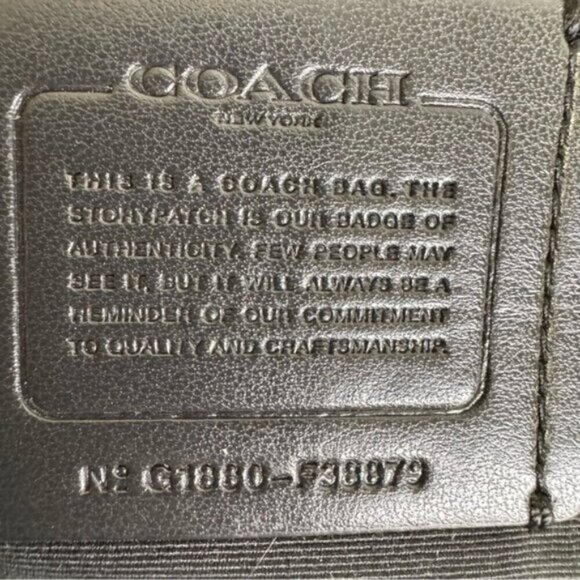 COACH
NEW YORK
THIS IS A COACH BAG. THE
STORYPATCH IS OUR BADGE OF
AUTHENTICITY. FEW PEOPLE MAY
SEE IT, BUT IT WILL ALWAYS BE A
REMINDER OF OUR COMMITMENT
TO QUALITY AND CRAFTSMANSHIP.
Nº G1880-F38879